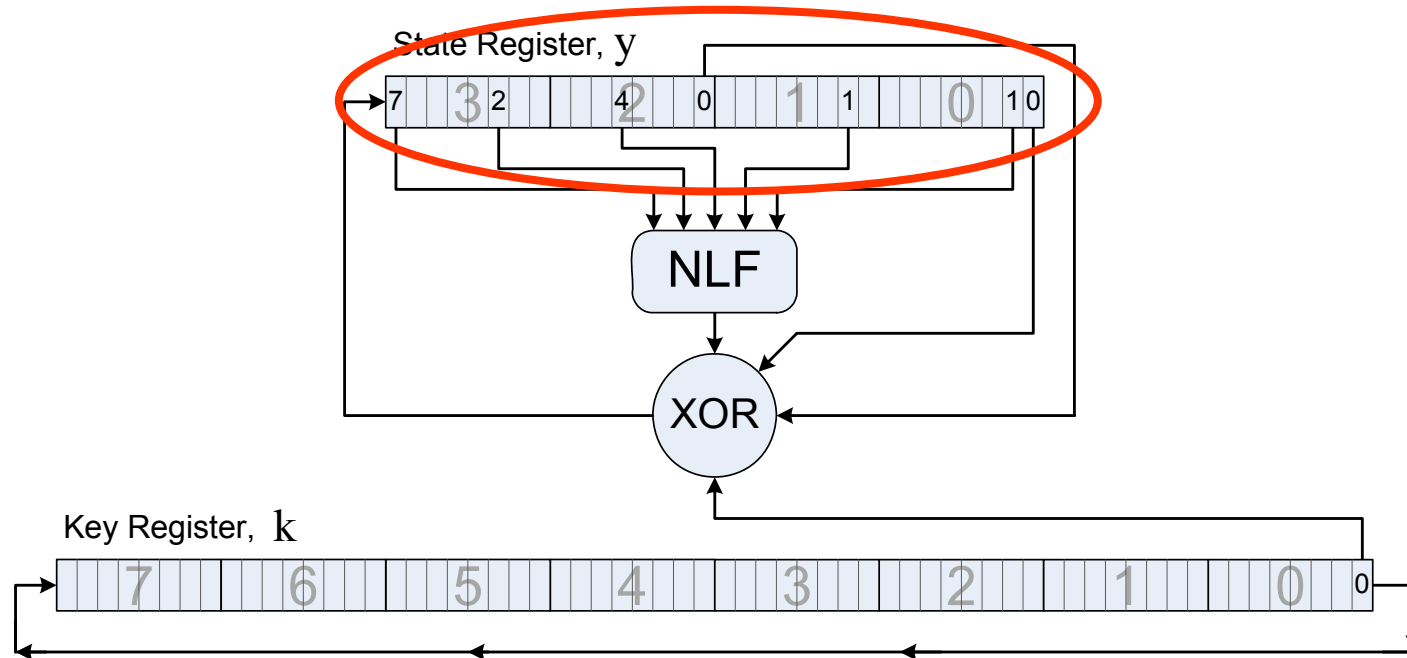 State Register, y
7 3 2 4 2 0 1 1 0 1 0
NLF
XOR
Key Register, k
7 6 5 4 3 2 1 0 0